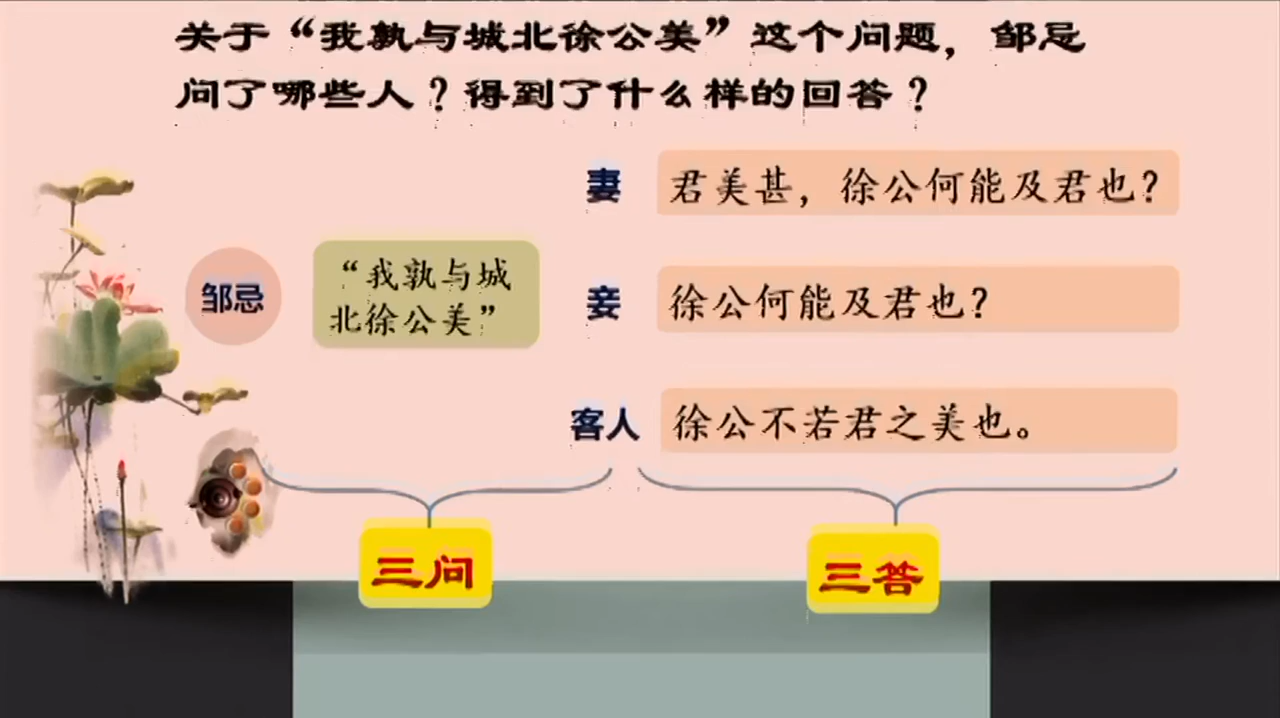 关于“我孰与城北徐公美”这个问题，邹忌
问了哪些人？得到了什么样的回答？
妻 君美甚，徐公何能及君也？
邹忌 “我孰与城
北徐公美”
妾 徐公何能及君也？
客人 徐公不若君之美也。
三问 三答